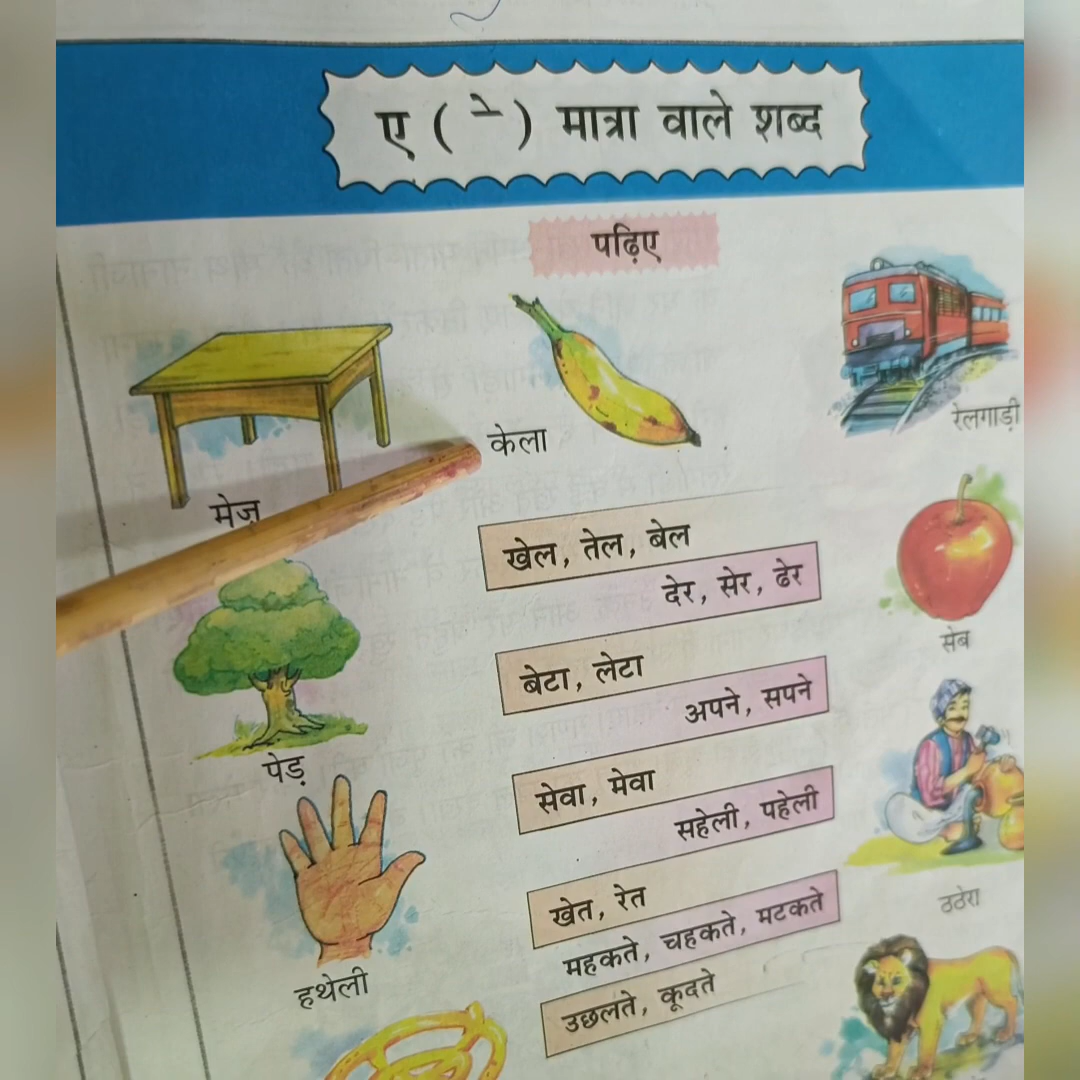 ए ( े ) मात्रा वाले शब्द
पढ़िए
मेज़
केला
रेलगाड़ी
खेल, तेल, बेल
देर, सेर, ढेर
सेब
बेटा, लेटा
अपने, सपने
पेड़
सेवा, मेवा
सहेली, पहेली
ठठेरा
हथेली
खेत, रेत
महकते, चहकते, मटकते
उछलते, कूदते